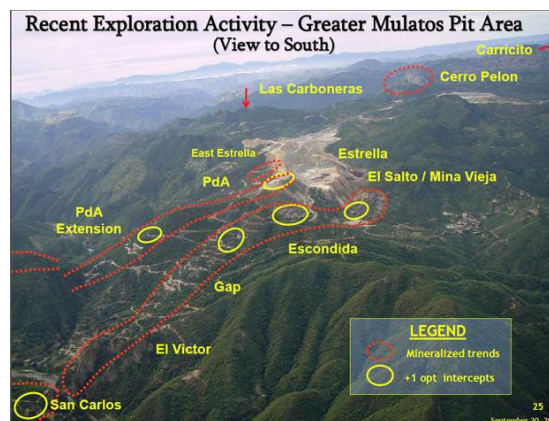 Recent Exploration Activity – Greater Mulatos Pit Area
(View to South)
Carricito
Cerro Pelon
Las Carboneras
East Estrella
Estrella
PdA
El Salto / Mina Vieja
PdA
Extension
Escondida
Gap
El Victor
San Carlos
LEGEND
Mineralized trends
+1 opt intercepts
25